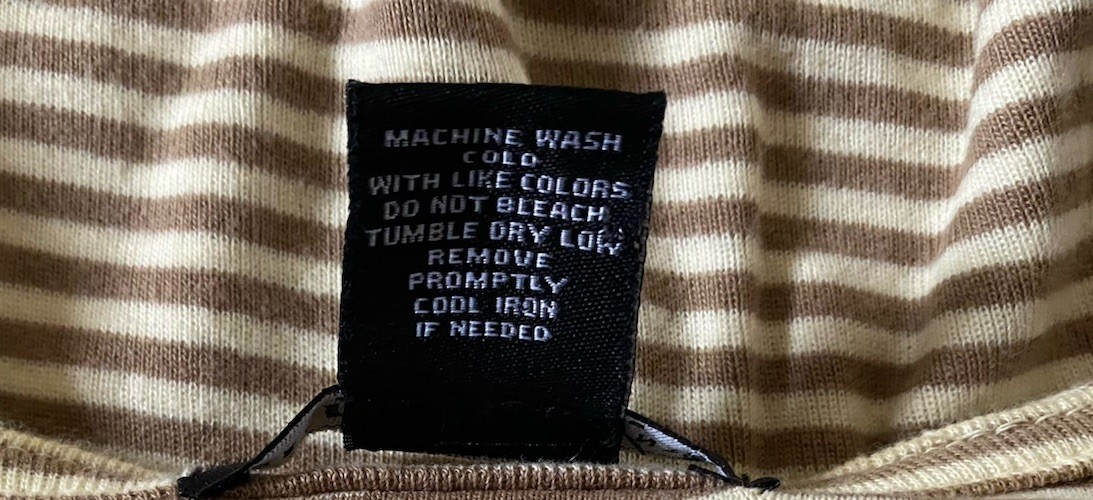 MACHINE WASH
COLD
WITH LIKE COLORS
DO NOT BLEACH
TUMBLE DRY LOW
REMOVE
PROMPTLY
COOL IRON
IF NEEDED